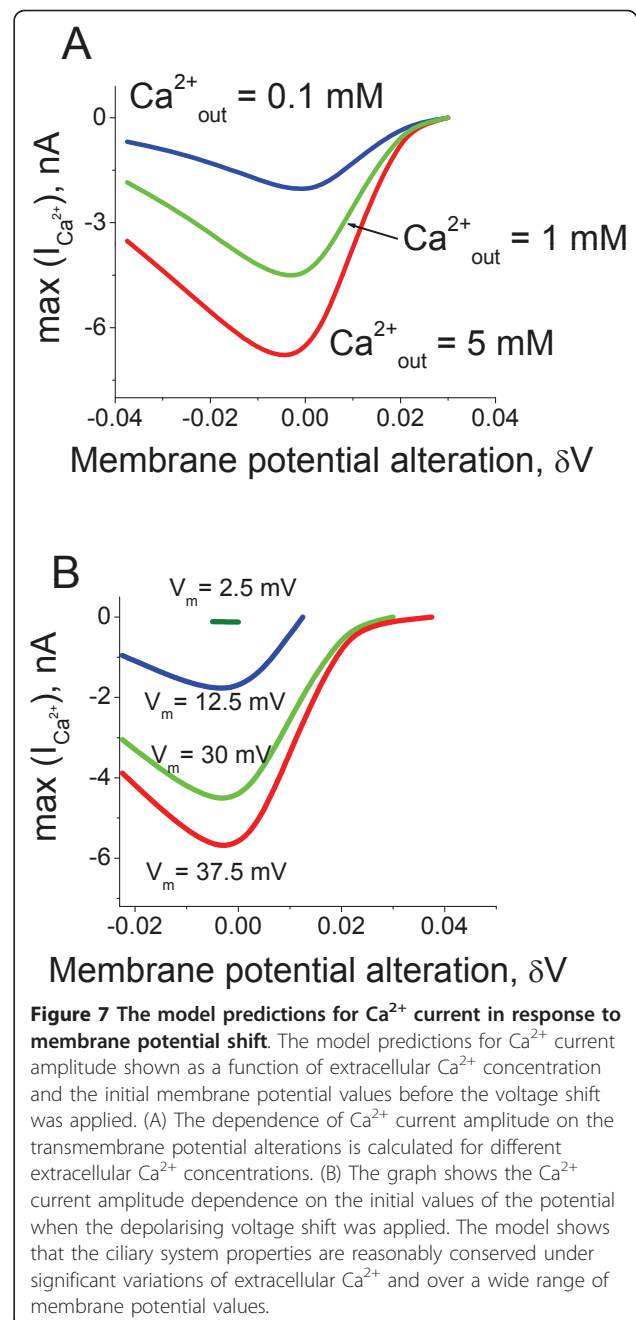 A
Ca²⁺out = 0.1 mM
0
-3
-6
max (I Ca²⁺), nA
Ca²⁺out = 1 mM
Ca²⁺out = 5 mM
-0.04 -0.02 0.00 0.02 0.04
Membrane potential alteration, δV
B
Vm = 2.5 mV
0
-2
-4
-6
max (I Ca²⁺), nA
Vm = 12.5 mV
Vm = 30 mV
Vm = 37.5 mV
-0.02 0.00 0.02 0.04
Membrane potential alteration, δV
Figure 7 The model predictions for Ca²⁺ current in response to
membrane potential shift. The model predictions for Ca²⁺ current
amplitude shown as a function of extracellular Ca²⁺ concentration
and the initial membrane potential values before the voltage shift
was applied. (A) The dependence of Ca²⁺ current amplitude on the
transmembrane potential alterations is calculated for different
extracellular Ca²⁺ concentrations. (B) The graph shows the Ca²⁺
current amplitude dependence on the initial values of the potential
when the depolarising voltage shift was applied. The model shows
that the ciliary system properties are reasonably conserved under
significant variations of extracellular Ca²⁺ and over a wide range of
membrane potential values.